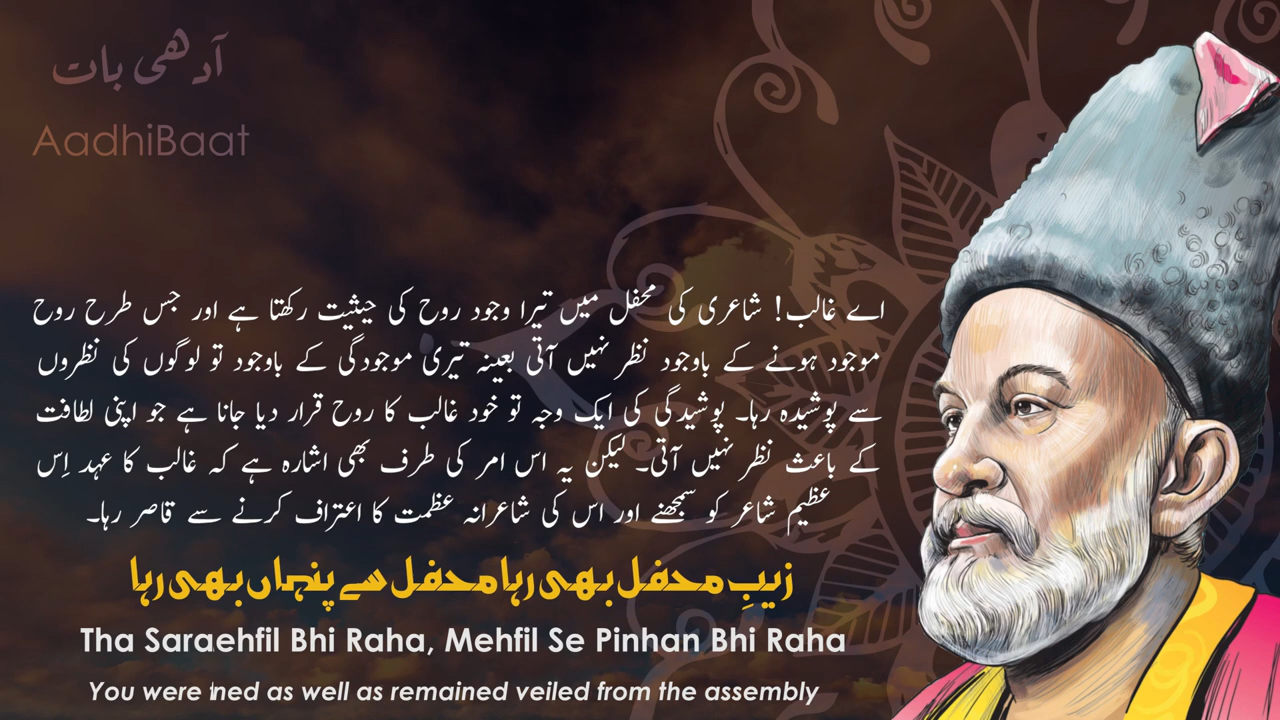 آدھی بات
AadhiBaat
اے غالب! شاعری کی محفل میں تیرا وجود روح کی حیثیت رکھتا ہے اور جس طرح روح
موجود ہونے کے باوجود نظر نہیں آتی بعینہ تیری موجودگی کے باوجود تو لوگوں کی نظروں
سے پوشیدہ رہا۔ پوشیدگی کی ایک وجہ تو خود غالب کا روح قرار دیا جانا ہے جو اپنی لطافت
کے باعث نظر نہیں آتی۔ لیکن یہ اس امر کی طرف بھی اشارہ ہے کہ غالب کا عہد اِس
عظیم شاعر کو سمجھنے اور اس کی شاعرانہ عظمت کا اعتراف کرنے سے قاصر رہا۔
زیبِ محفل بھی رہا محفل سے پنہاں بھی رہا
Tha Saraehfil Bhi Raha, Mehfil Se Pinhan Bhi Raha
You were ned as well as remained veiled from the assembly